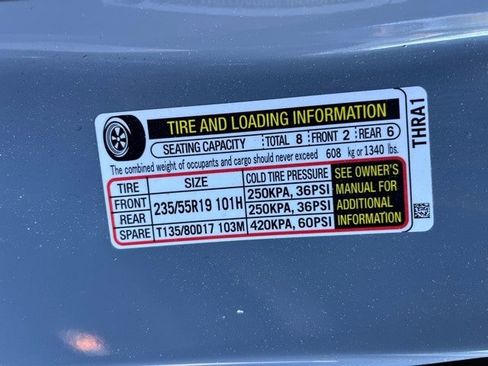 TIRE AND LOADING INFORMATION
SEATING CAPACITY TOTAL 8 FRONT 2 REAR 6
The combined weight of occupants and cargo should never exceed 608 kg or 1340 lbs.
TIRE SIZE COLD TIRE PRESSURE
FRONT 235/55R19 101H 250KPA, 36PSI
REAR 250KPA, 36PSI
SPARE T135/80D17 103M 420KPA, 60PSI
SEE OWNER'S
MANUAL FOR
ADDITIONAL
INFORMATION
THRA1